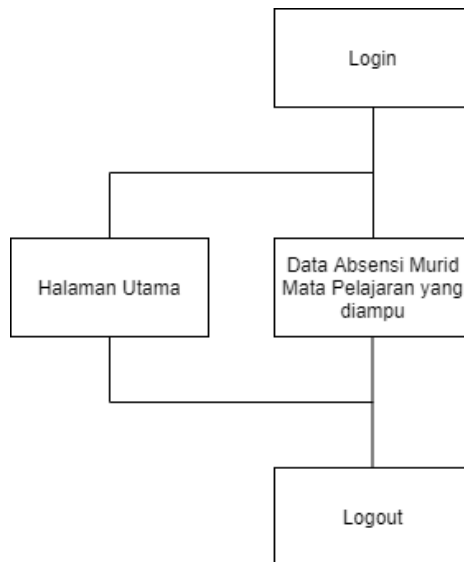 Login
Halaman Utama
Data Absensi Murid
Mata Pelajaran yang
diampu
Logout